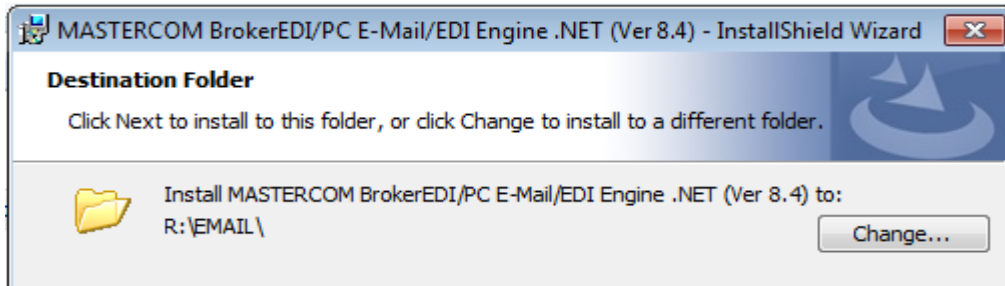 MASTERCOM BrokerEDI/PC E-Mail/EDI Engine .NET (Ver 8.4) - InstallShield Wizard
Destination Folder
Click Next to install to this folder, or click Change to install to a different folder.
Install MASTERCOM BrokerEDI/PC E-Mail/EDI Engine .NET (Ver 8.4) to:
R:\EMAIL\
Change...